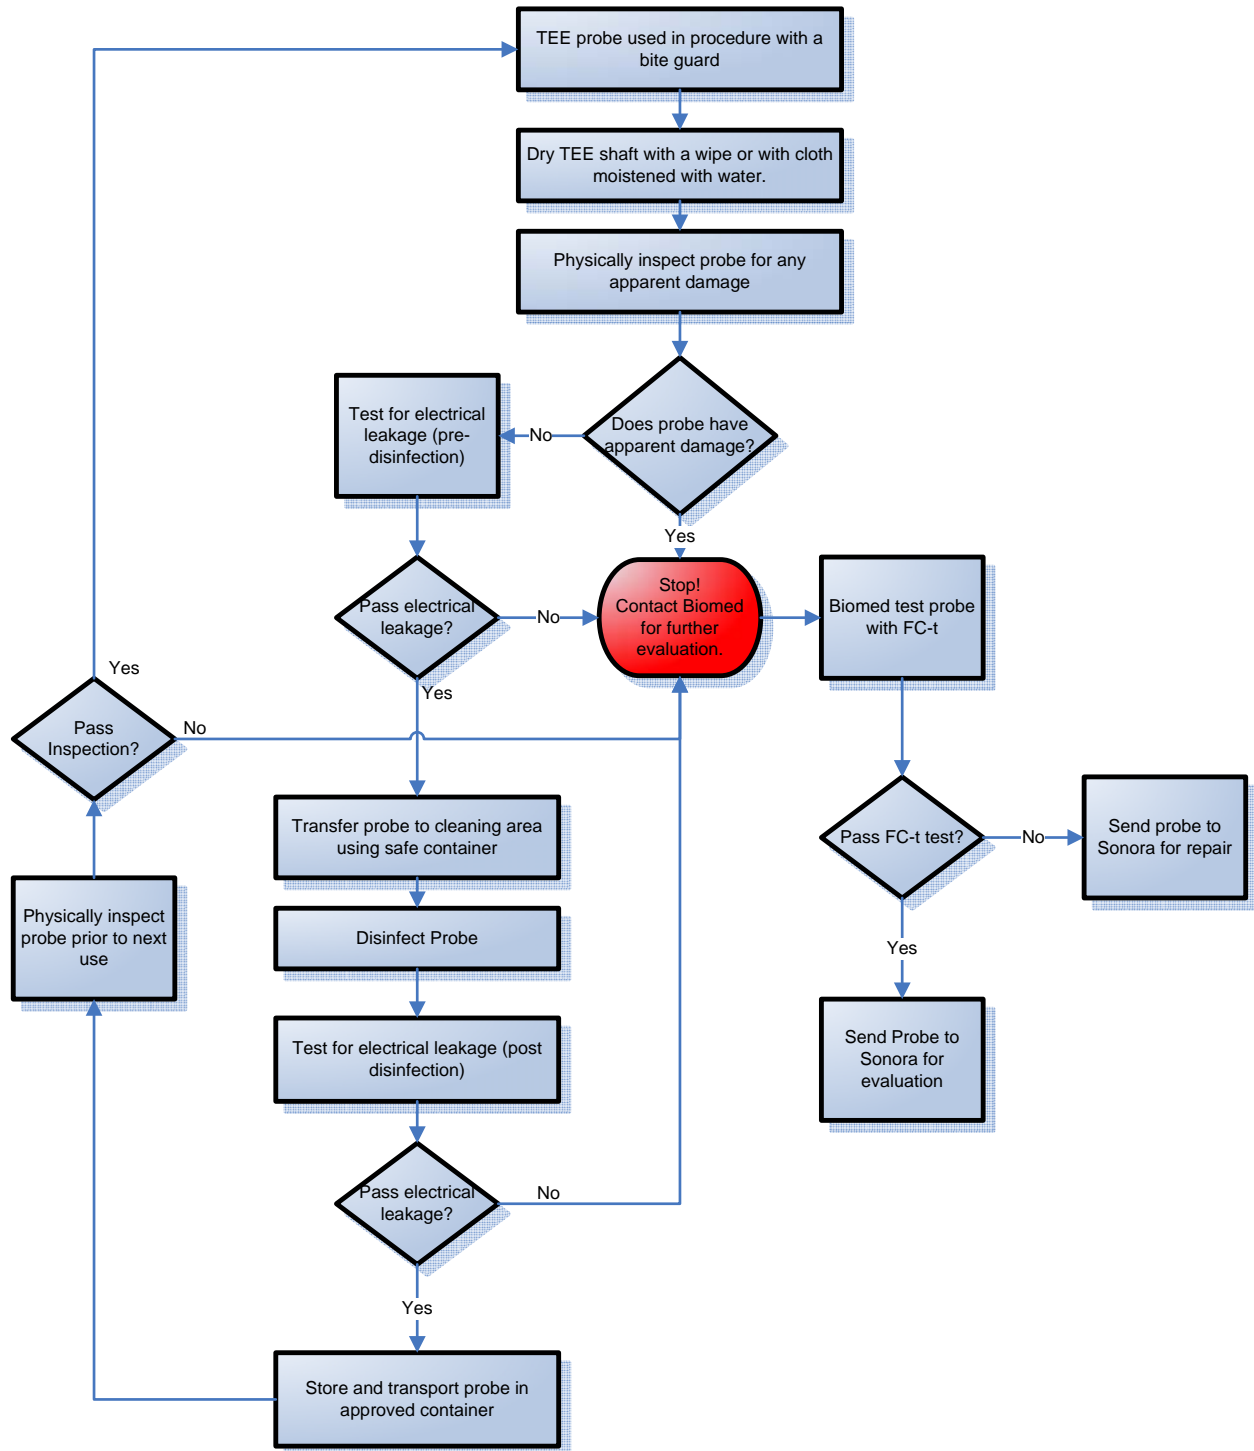 TEE probe used in procedure with a
bite guard
Dry TEE shaft with a wipe or with cloth
moistened with water.
Physically inspect probe for any
apparent damage
Does probe have
apparent damage?
No
Yes
Test for electrical
leakage (pre-
disinfection)
Pass electrical
leakage?
No
Yes
Stop!
Contact Biomed
for further
evaluation.
Biomed test probe
with FC-t
Yes
Pass
Inspection?
No
Transfer probe to cleaning area
using safe container
Pass FC-t test?
No
Send probe to
Sonora for repair
Yes
Physically inspect
probe prior to next
use
Disinfect Probe
Test for electrical leakage (post
disinfection)
Send Probe to
Sonora for
evaluation
Pass electrical
leakage?
No
Yes
Store and transport probe in
approved container